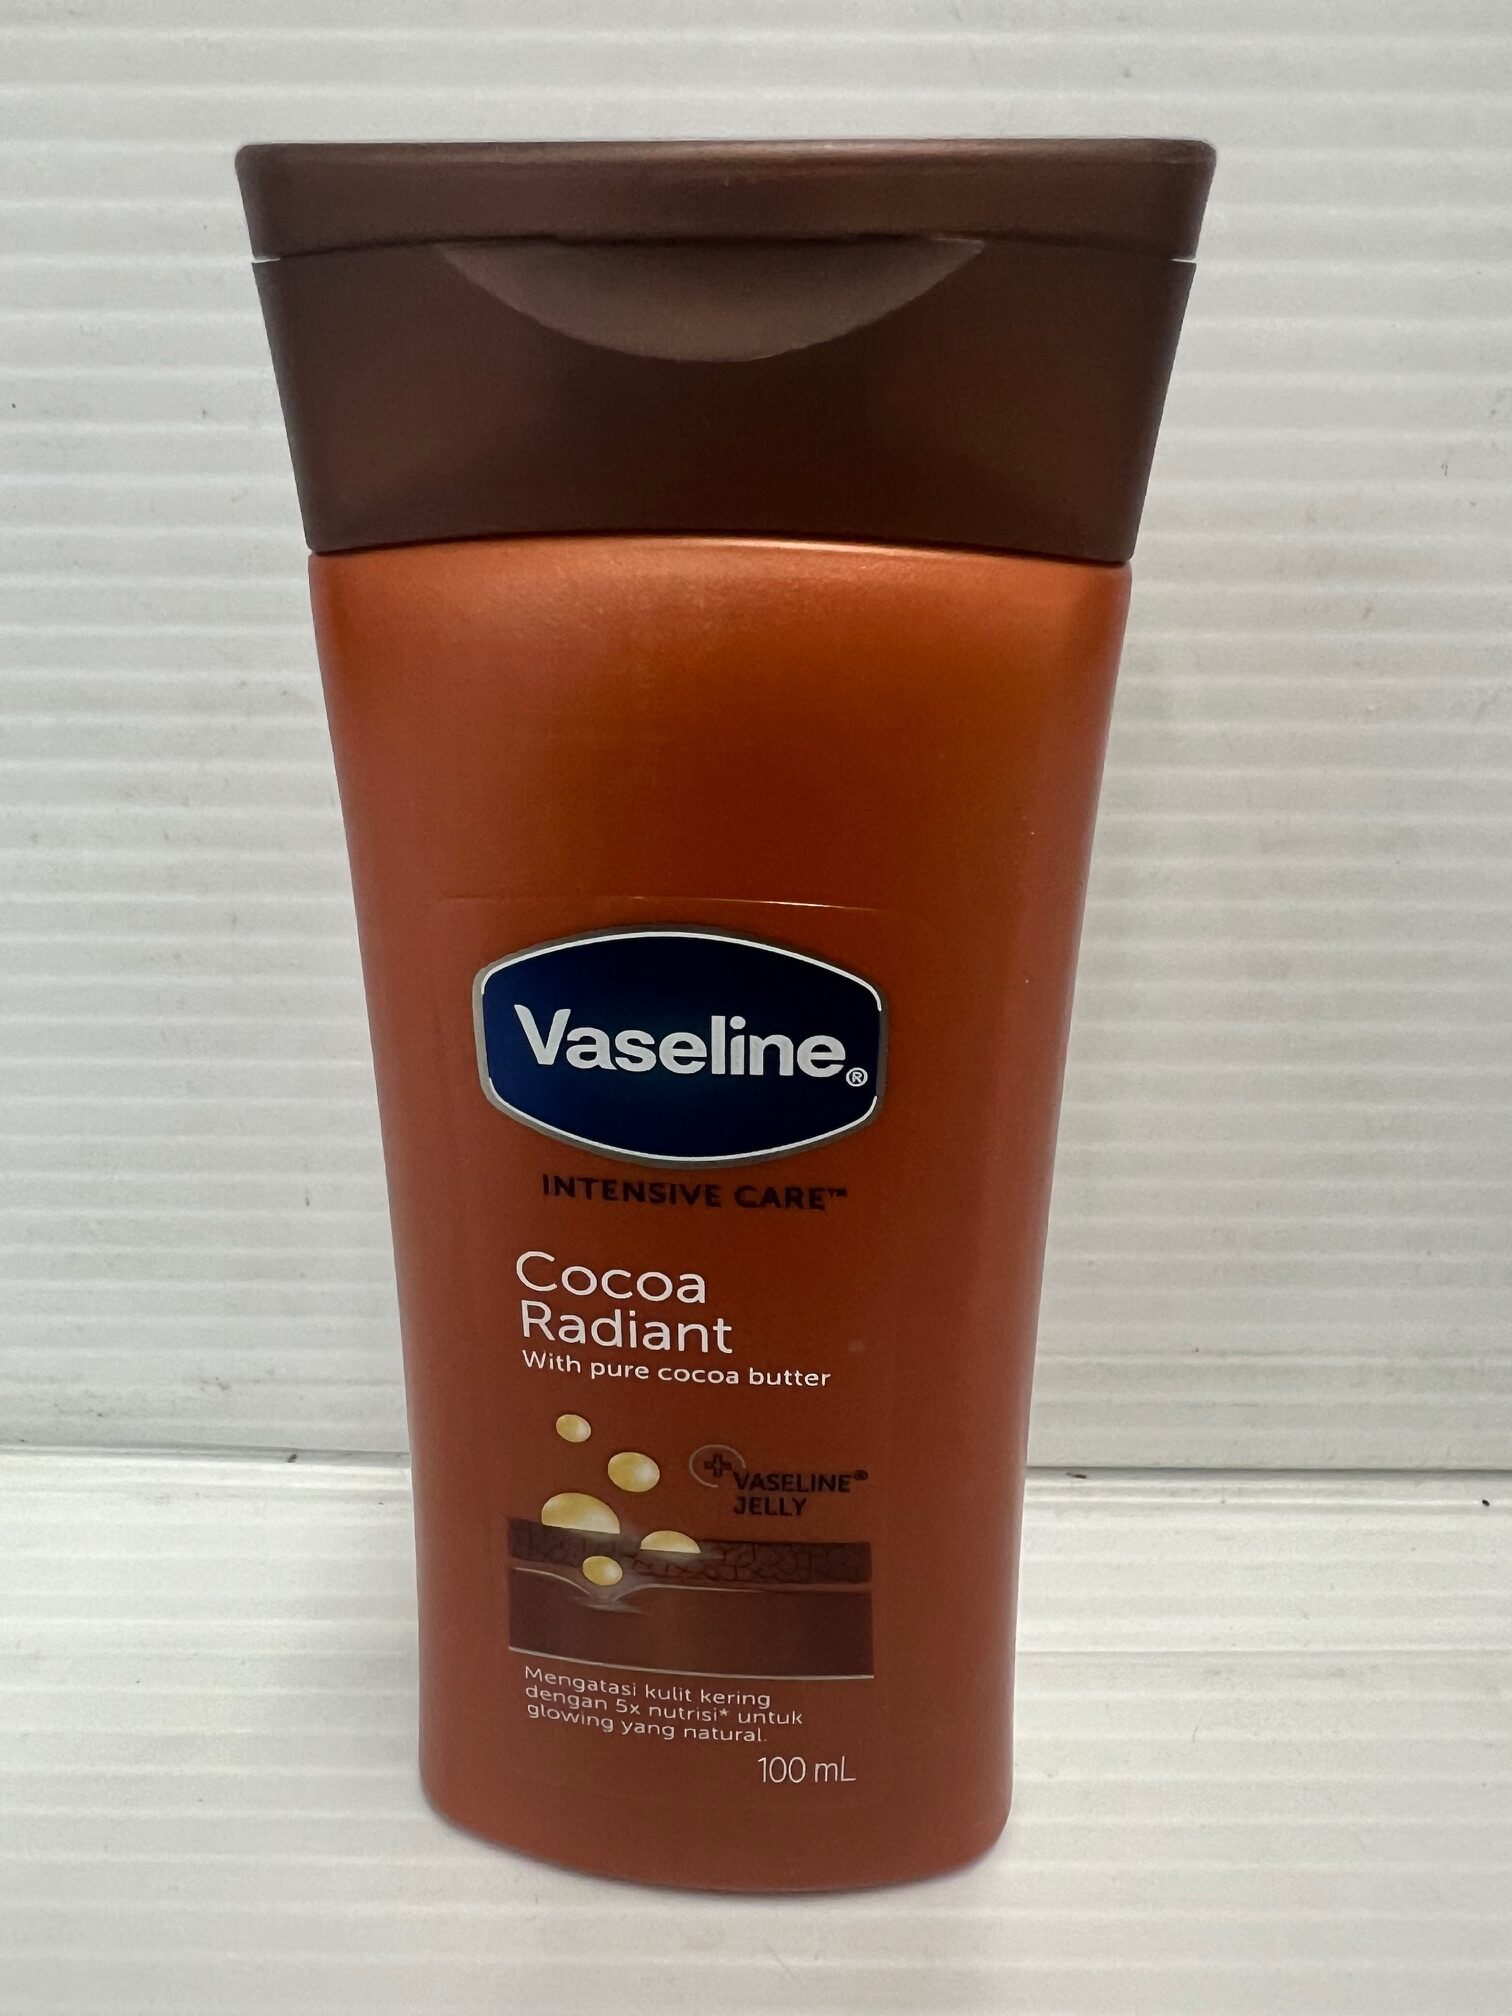 Vaseline®
INTENSIVE CARE™
Cocoa
Radiant
With pure cocoa butter
VASELINE®
JELLY
Mengatasi kulit kering
dengan 5x nutrisi* untuk
glowing yang natural.
100 mL